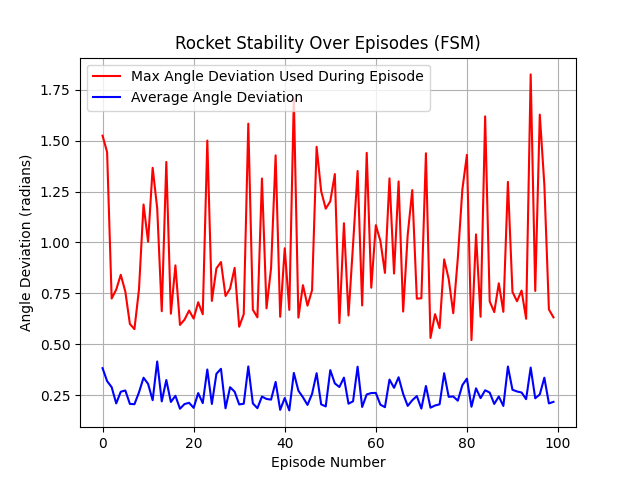 Rocket Stability Over Episodes (FSM)
Max Angle Deviation Used During Episode
Average Angle Deviation
Angle Deviation (radians)
1.75
1.50
1.25
1.00
0.75
0.50
0.25
0 20 40 60 80 100
Episode Number